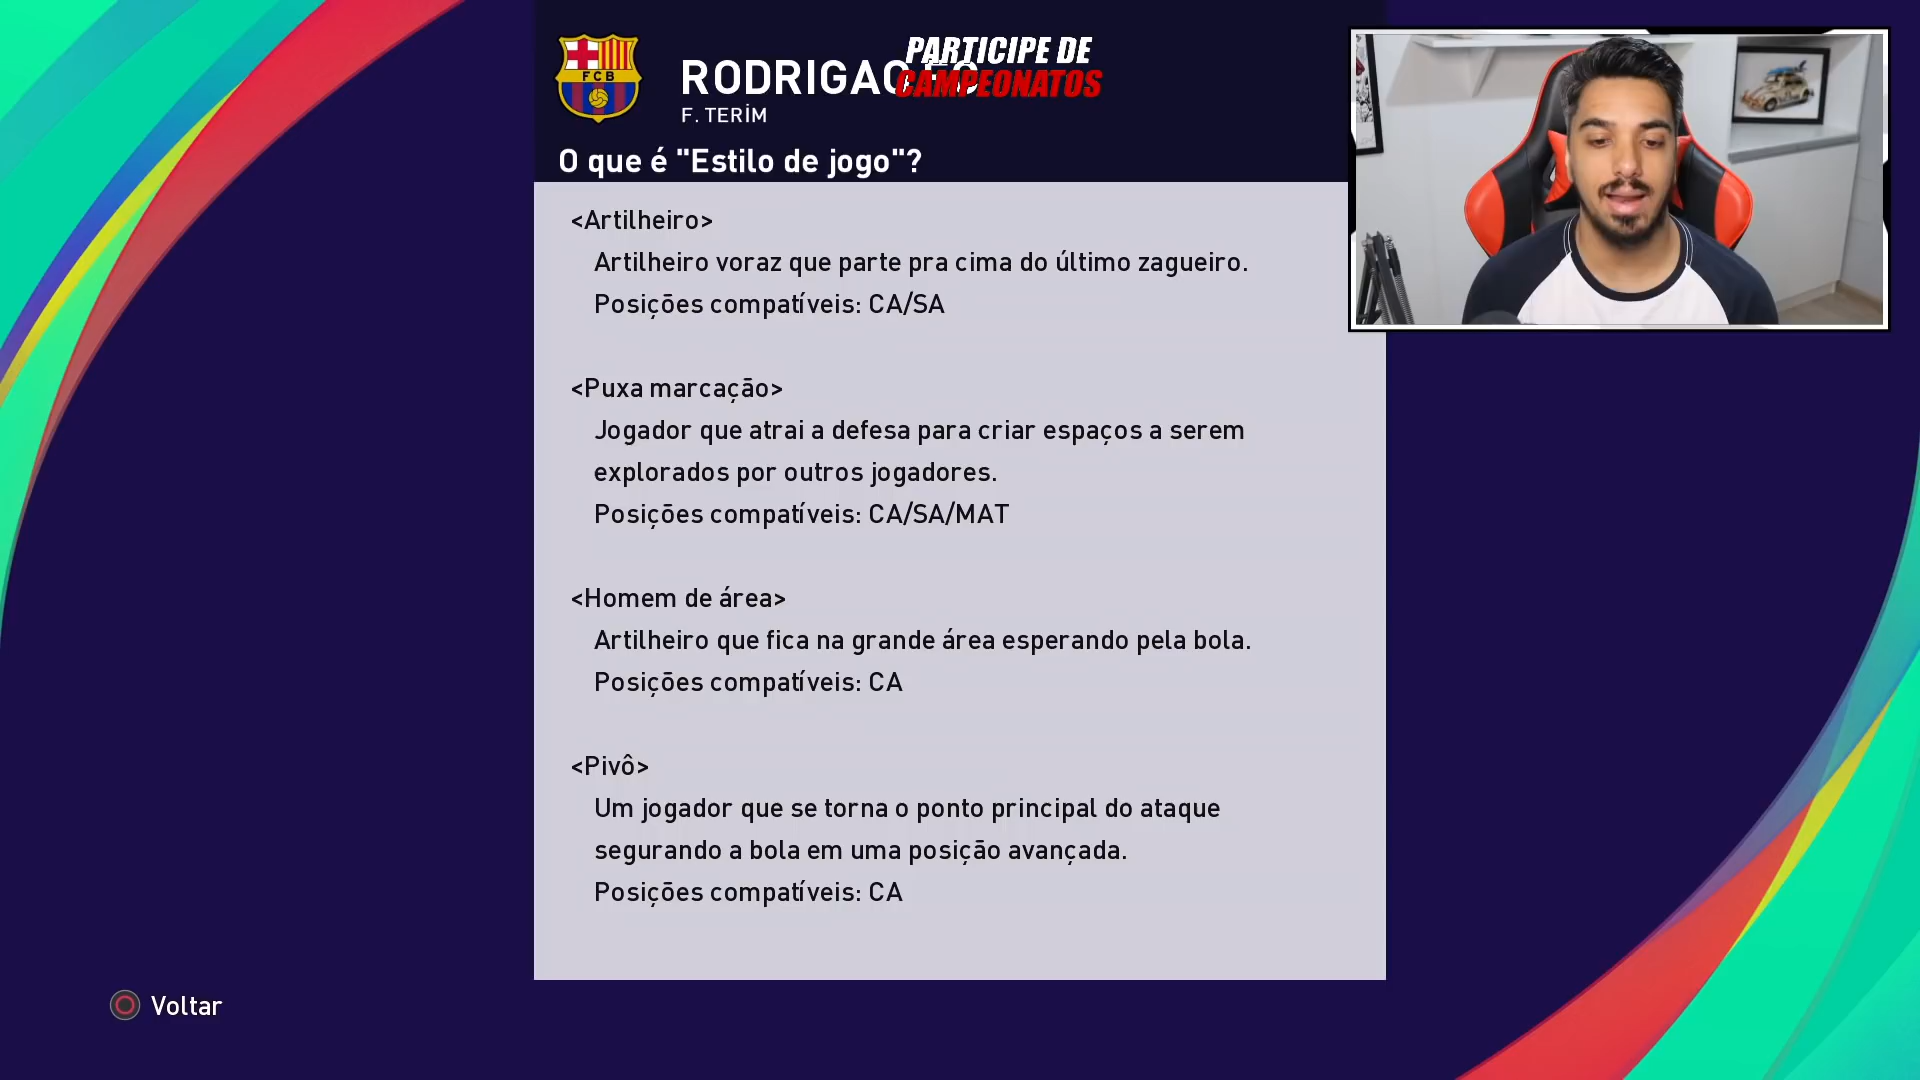 PARTICIPE DE
CAMPEONATOS
RODRIGAO
F. TERİM
FCB
O que é "Estilo de jogo"?
<Artilheiro>
Artilheiro voraz que parte pra cima do último zagueiro.
Posições compatíveis: CA/SA
<Puxa marcação>
Jogador que atrai a defesa para criar espaços a serem
explorados por outros jogadores.
Posições compatíveis: CA/SA/MAT
<Homem de área>
Artilheiro que fica na grande área esperando pela bola.
Posições compatíveis: CA
<Pivô>
Um jogador que se torna o ponto principal do ataque
segurando a bola em uma posição avançada.
Posições compatíveis: CA
Voltar